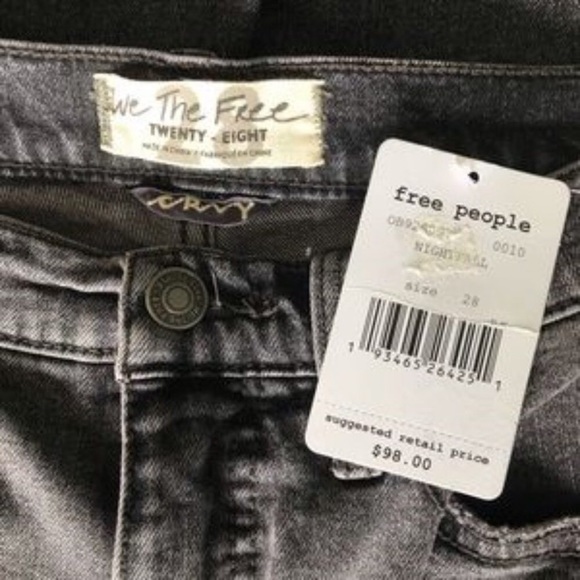 We The Free
TWENTY - EIGHT
MADE IN CHINA / FABRIQUÉ EN CHINE
CRVY
free people
0010
NIGHTFALL
size 28
1 93465 26425 1
suggested retail price
$98.00